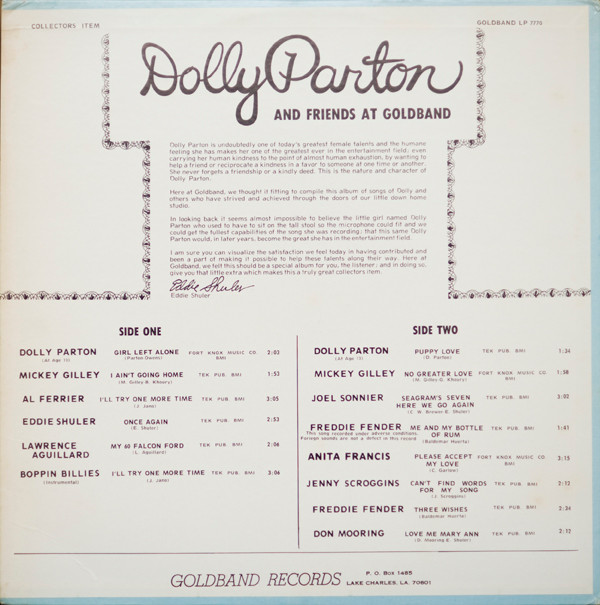 COLLECTORS ITEM
GOLDBAND LP 7770
Dolly Parton
AND FRIENDS AT GOLDBAND
Dolly Parton is undoubtedly one of today's greatest female talents and the humane
feeling she has makes her one of the greatest ever in the entertainment field; even
carrying her human kindness to the point of almost human exhaustion, by wanting to
help a friend or reciprocate a kindness in a favor to someone at one time or another.
She never forgets a friendship or a kindly deed. This is the nature and character of
Dolly Parton.
Here at Goldband, we thought it fitting to compile this album of songs of Dolly and
others who have strived and achieved through the doors of our little down home
studio.
In looking back it seems almost impossible to believe the little girl named Dolly
Parton who used to have to sit on the tall stool so the microphone could fit and we
could get the fullest capabilities of the song she was recording; that this same Dolly
Parton would, in later years, become the great she has in the entertainment field.
I am sure you can visualize the satisfaction we feel today in having contributed and
been a part of making it possible to help these talents along their way. Here at
Goldband, we felt this should be a special album for you, the listener; and in doing so,
give you that little extra which makes this a truly great collectors item.
Eddie Shuler
Eddie Shuler
SIDE ONE
DOLLY PARTON GIRL LEFT ALONE FORT KNOX MUSIC CO 2:03
(At Age 13) (Parton Owens) BMI
MICKEY GILLEY I AIN'T GOING HOME TEK PUB. BMI 1:53
(M. Gilley B. Khoury)
AL FERRIER I'LL TRY ONE MORE TIME TEK PUB. BMI 3:05
(J. Jano)
EDDIE SHULER ONCE AGAIN TEK PUB. BMI 2:53
(E. Shuler)
LAWRENCE MY 60 FALCON FORD TEK PUB. BMI 2:06
AGUILLARD (L. Aguillard)
BOPPIN BILLIES I'LL TRY ONE MORE TIME TEK PUB. BMI 3:06
(Instrumental) (J. Jano)
SIDE TWO
DOLLY PARTON PUPPY LOVE TEK PUB. BMI 1:34
(At Age 13) (D. Parton)
MICKEY GILLEY NO GREATER LOVE FORT KNOX MUSIC CO 1:58
(M. Gilley G. Khoury) BMI
JOEL SONNIER SEAGRAM'S SEVEN TEK PUB. BMI 3:02
HERE WE GO AGAIN
(E. W. Brewer E. Shuler)
FREDDIE FENDER ME AND MY BOTTLE TEK PUB. BMI 1:41
This song recorded under adverse conditions. OF RUM
Foreign sounds are not a defect in this record (Baldimar Huerta)
ANITA FRANCIS PLEASE ACCEPT FORT KNOX MUSIC CO 3:15
MY LOVE BMI
(C. Garlow)
JENNY SCROGGINS CAN'T FIND WORDS TEK PUB. BMI 2:12
FOR MY SONG
(J. Scroggins)
FREDDIE FENDER THREE WISHES TEK PUB. BMI 2:34
(Baldimar Huerta)
DON MOORING LOVE ME MARY ANN TEK PUB. BMI 2:12
(D. Mooring E. Shuler)
GOLDBAND RECORDS
P. O. Box 1485
LAKE CHARLES, LA. 70601